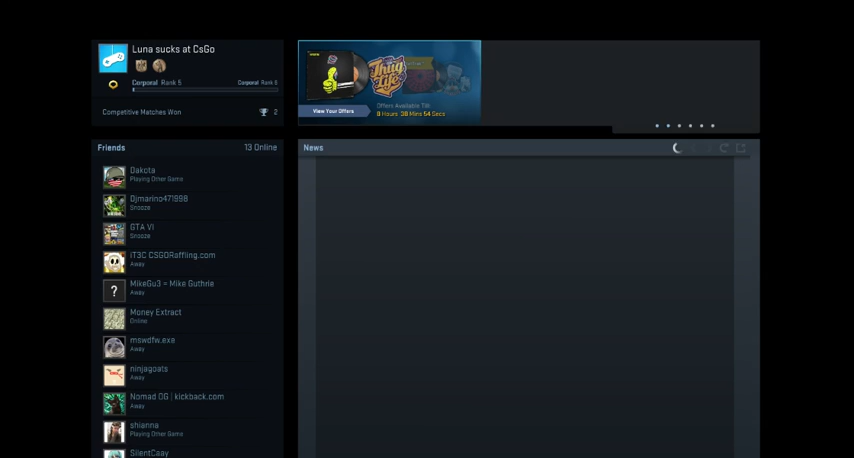 Luna sucks at CsGo
Corporal Rank 5
Corporal Rank 6
Competitive Matches Won
2
Thug Life
View Your Offers
Offers Available Till
8 Hours 38 Mins 54 Secs
Friends
13 Online
News
Dakota
Playing Other Game
Djmarino471998
Snooze
GTA VI
Snooze
iT3C CSGORaffling.com
Away
?
MikeGu3 = Mike Guthrie
Away
Money Extract
Online
mswdfw.exe
Away
ninjagoats
Away
Nomad OG | kickback.com
Away
shianna
Playing Other Game
SilentCaay